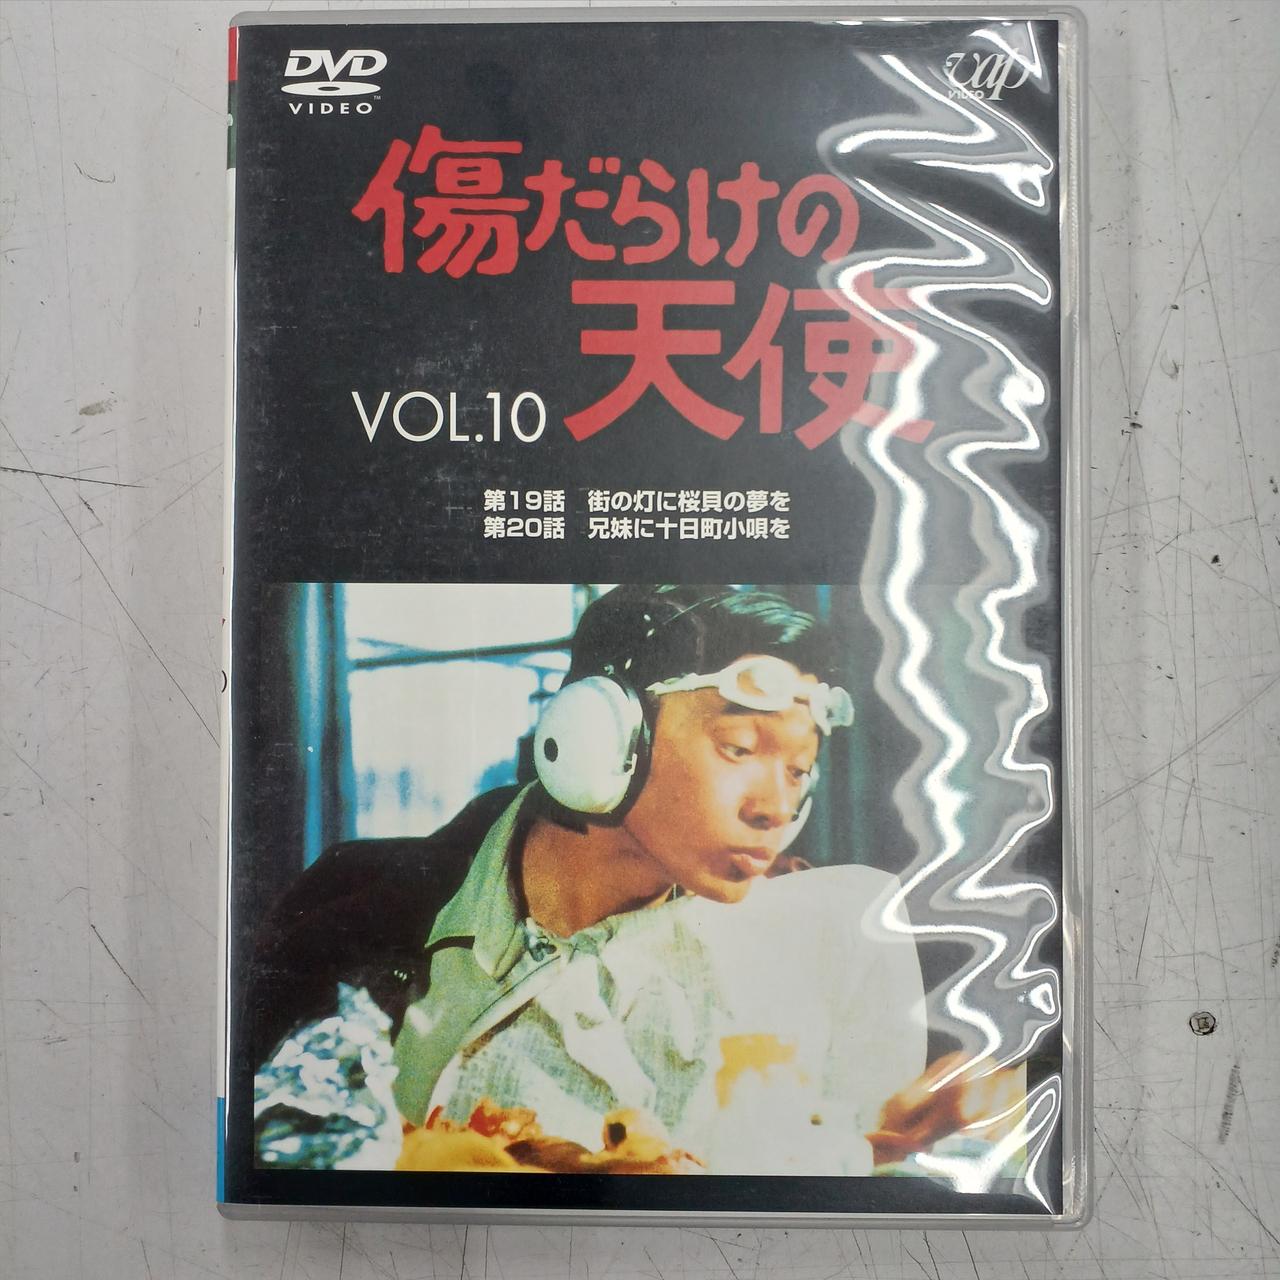 DVD
VIDEO
vap
VIDEO
傷だらけの
天使
VOL.10
第19話 街の灯に桜貝の夢を
第20話 兄妹に十日町小唄を